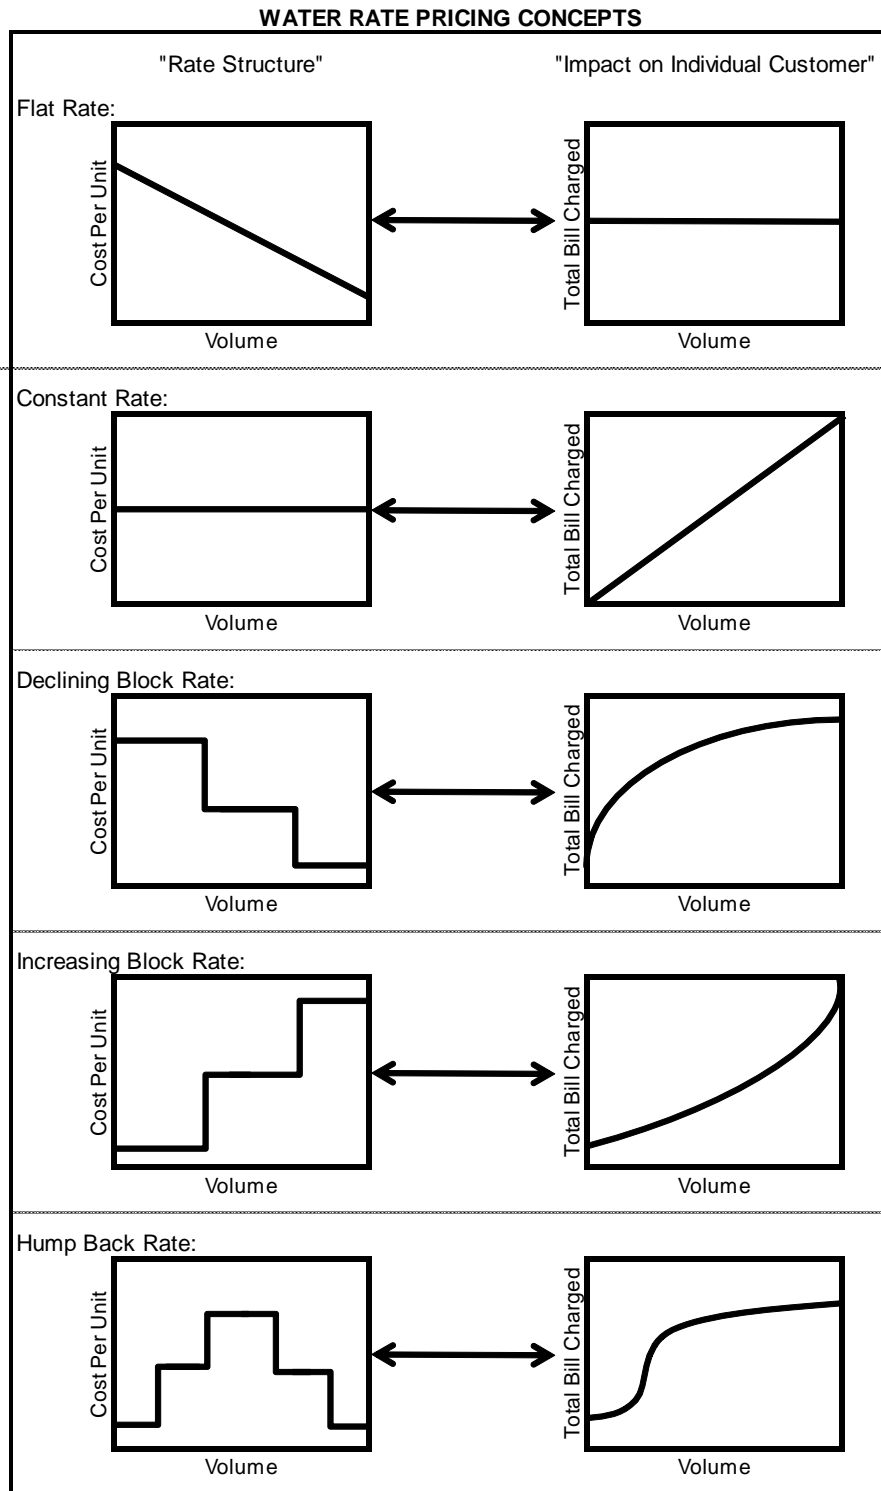 WATER RATE PRICING CONCEPTS
"Rate Structure"
"Impact on Individual Customer"
Flat Rate:
Cost Per Unit
Volume
Total Bill Charged
Volume
Constant Rate:
Cost Per Unit
Volume
Total Bill Charged
Volume
Declining Block Rate:
Cost Per Unit
Volume
Total Bill Charged
Volume
Increasing Block Rate:
Cost Per Unit
Volume
Total Bill Charged
Volume
Hump Back Rate:
Cost Per Unit
Volume
Total Bill Charged
Volume